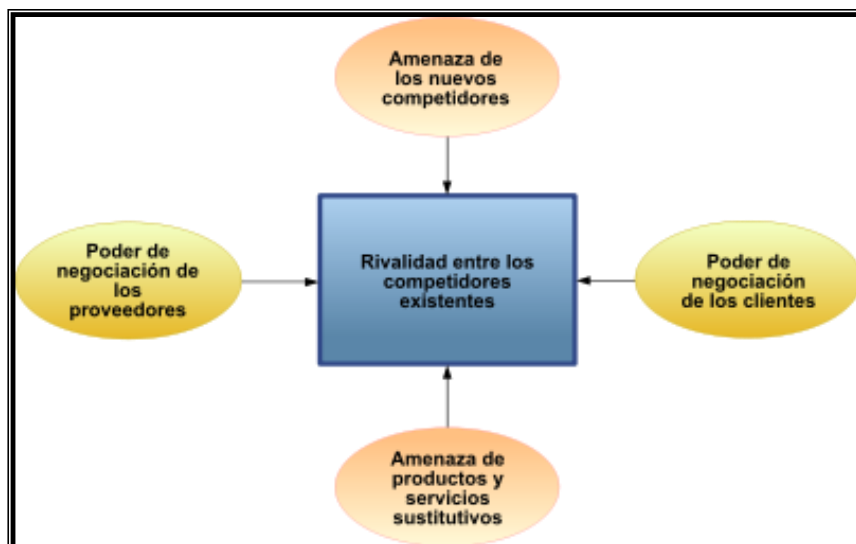 Amenaza de
los nuevos
competidores
Poder de
negociación de
los
proveedores
Rivalidad entre los
competidores
existentes
Poder de
negociación
de los clientes
Amenaza de
productos y
servicios
sustitutivos